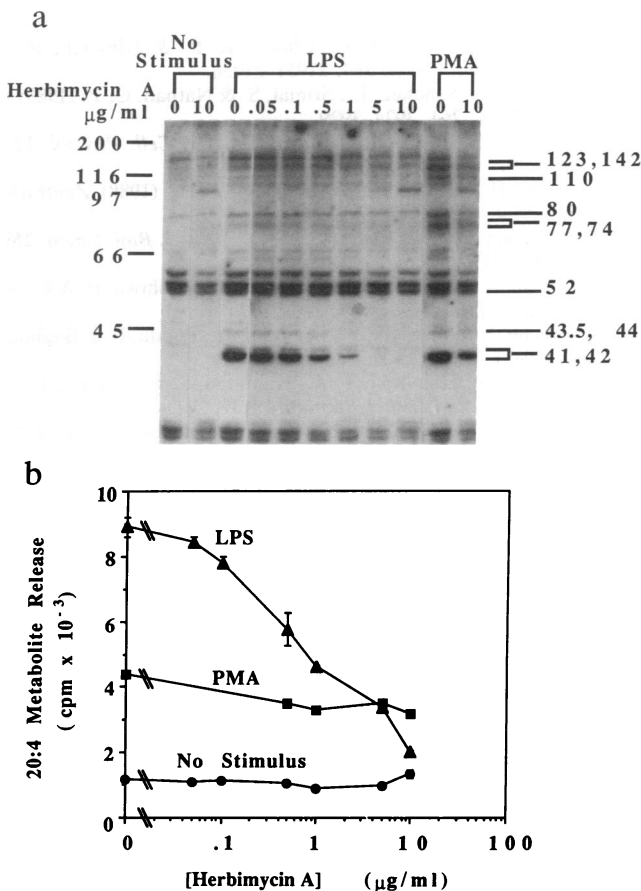 a
No Stimulus LPS PMA
Herbimycin A μg/ml
0 10 0 .05 .1 .5 1 5 10 0 10
200
116
97
66
45
123,142
110
80
77,74
52
43.5, 44
41,42
b
20:4 Metabolite Release
(cpm x 10⁻³)
10
8
6
4
2
0
LPS
PMA
No Stimulus
0 .1 1 10 100
[Herbimycin A] (μg/ml)